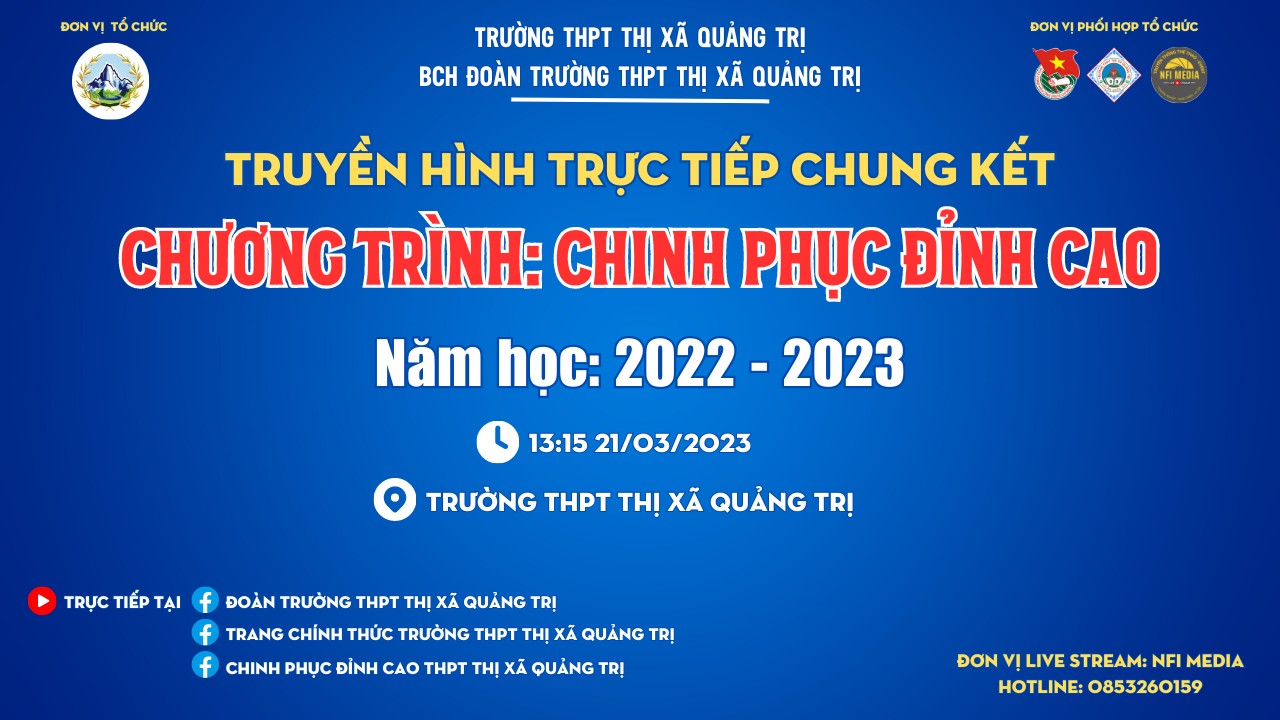 ĐƠN VỊ TỔ CHỨC
TRƯỜNG THPT THỊ XÃ QUẢNG TRỊ
BCH ĐOÀN TRƯỜNG THPT THỊ XÃ QUẢNG TRỊ
ĐƠN VỊ PHỐI HỢP TỔ CHỨC
NFI MEDIA
TRUYỀN HÌNH TRỰC TIẾP CHUNG KẾT
CHƯƠNG TRÌNH: CHINH PHỤC ĐỈNH CAO
Năm học: 2022 - 2023
13:15 21/03/2023
TRƯỜNG THPT THỊ XÃ QUẢNG TRỊ
TRỰC TIẾP TẠI ĐOÀN TRƯỜNG THPT THỊ XÃ QUẢNG TRỊ
TRANG CHÍNH THỨC TRƯỜNG THPT THỊ XÃ QUẢNG TRỊ
CHINH PHỤC ĐỈNH CAO THPT THỊ XÃ QUẢNG TRỊ
ĐƠN VỊ LIVE STREAM: NFI MEDIA
HOTLINE: 0853260159